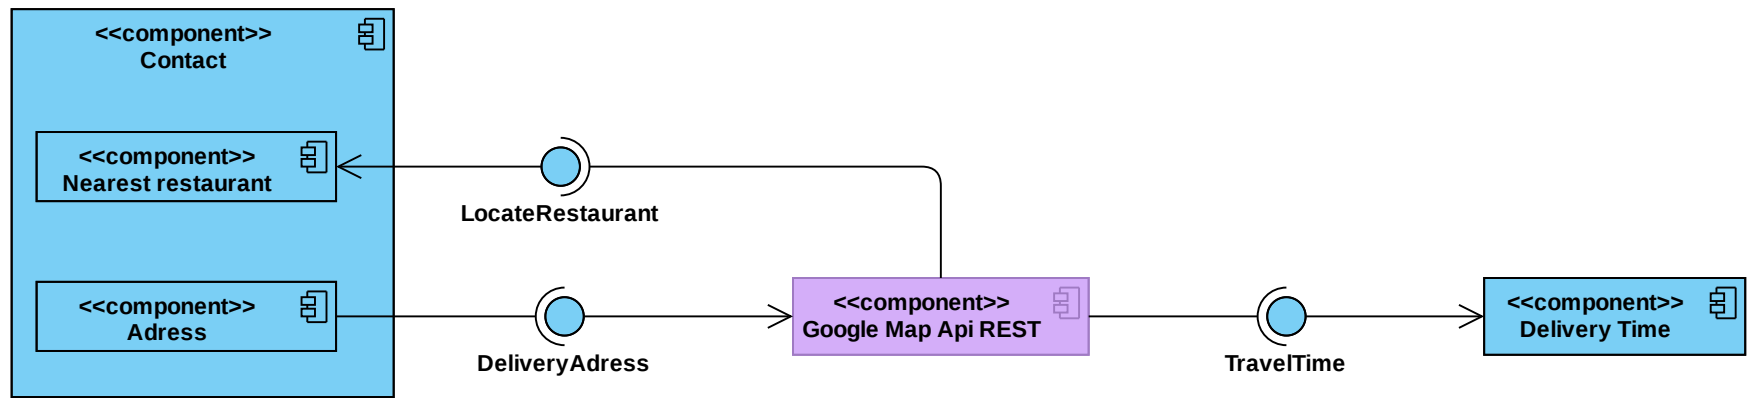 <<component>>
Contact
<<component>>
Nearest restaurant
LocateRestaurant
<<component>>
Adress
DeliveryAdress
<<component>>
Google Map Api REST
TravelTime
<<component>>
Delivery Time